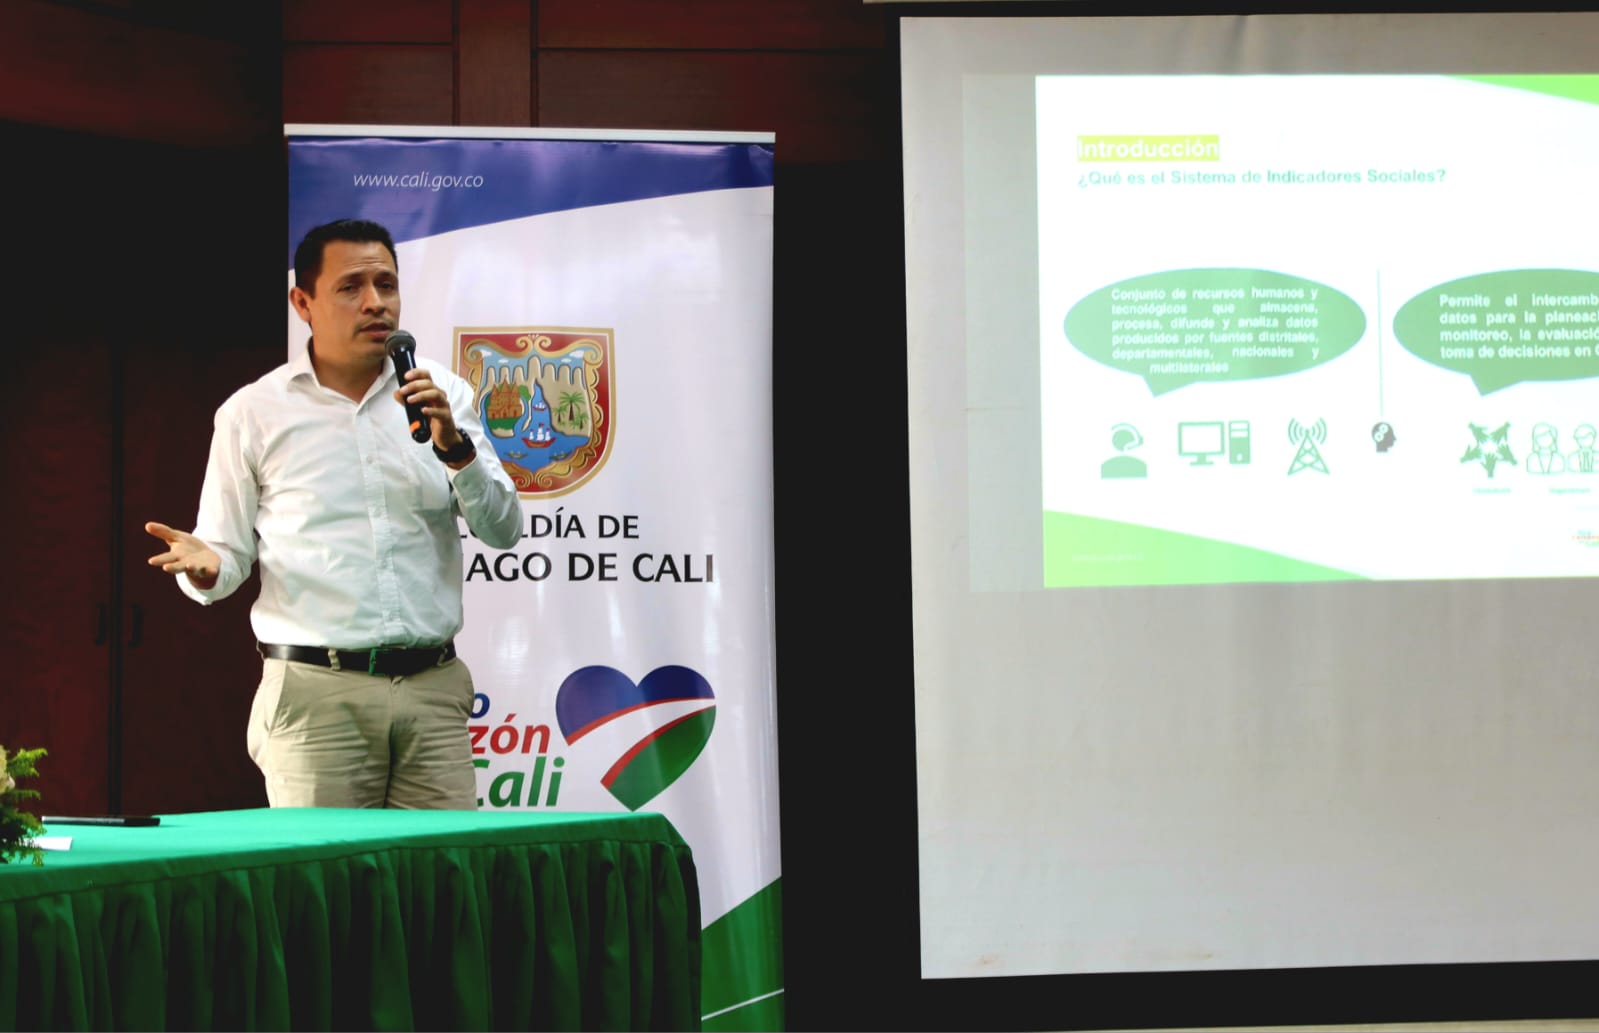 www.cali.gov.co
ALCALDÍA DE
IAGO DE CALI
o
zón
Cali
Introducción
¿Qué es el Sistema de Indicadores Sociales?
Conjunto de recursos humanos y
tecnológicos que almacena,
procesa, difunde y analiza datos
producidos por fuentes distritales,
departamentales, nacionales y
multilaterales
Permite el intercamb
datos para la planeaci
monitoreo, la evaluació
toma de decisiones en